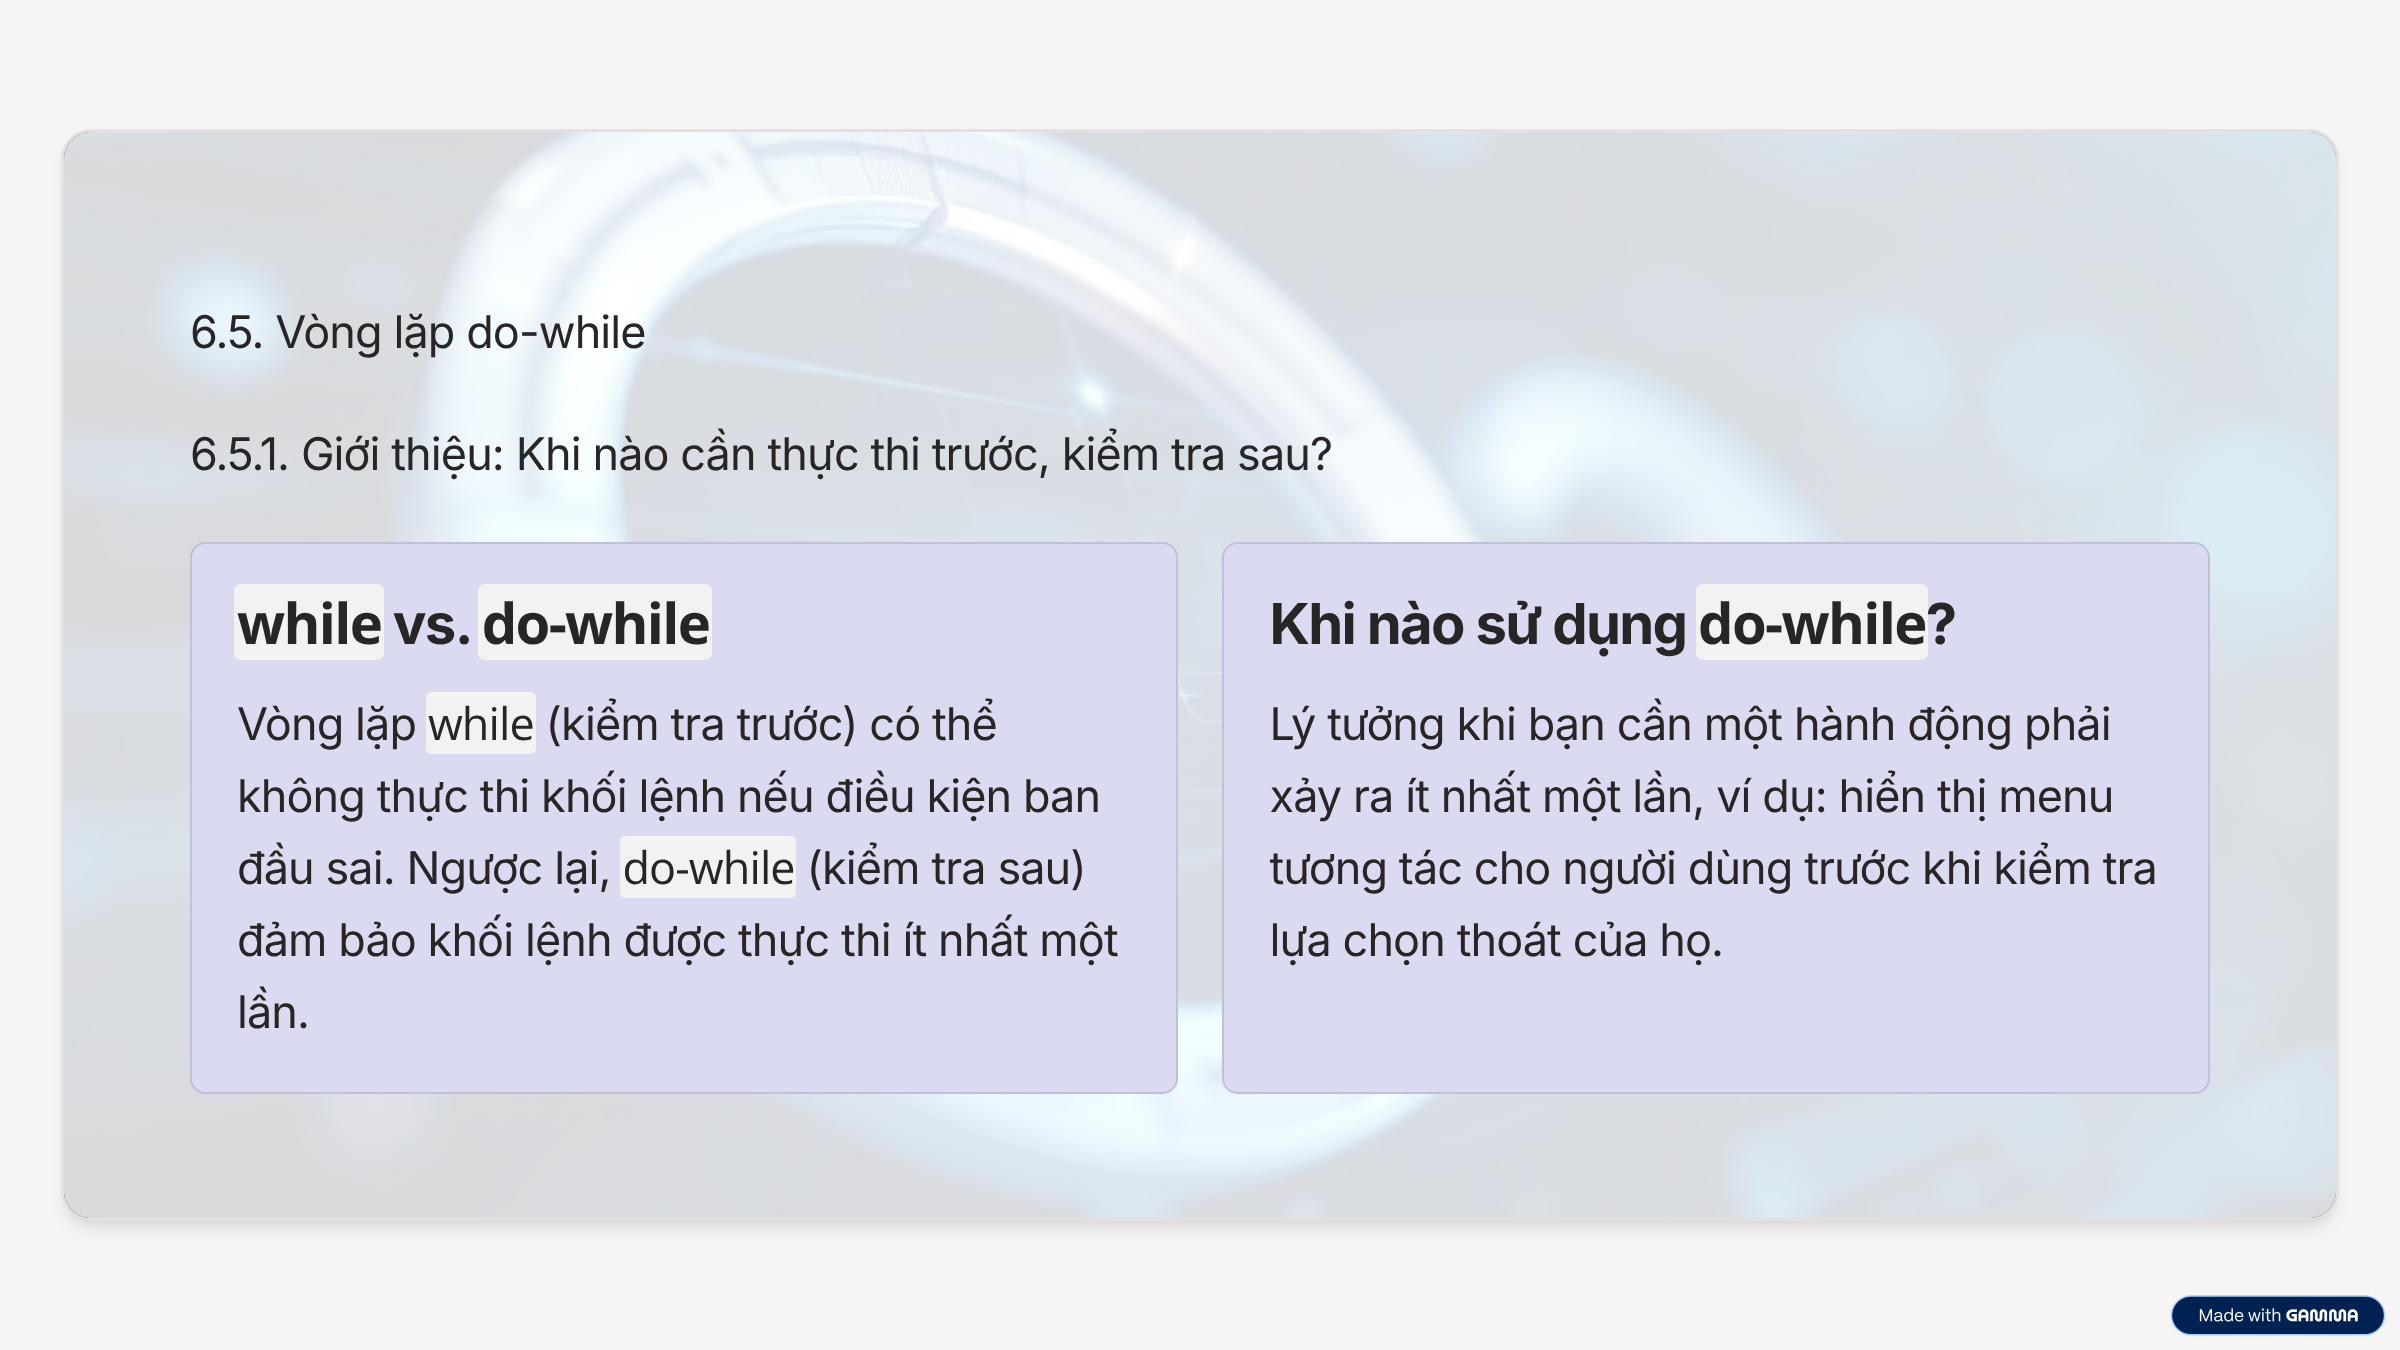 6.5. Vòng lặp do-while
6.5.1. Giới thiệu: Khi nào cần thực thi trước, kiểm tra sau?
while vs. do-while
Vòng lặp while (kiểm tra trước) có thể
không thực thi khối lệnh nếu điều kiện ban
đầu sai. Ngược lại, do-while (kiểm tra sau)
đảm bảo khối lệnh được thực thi ít nhất một
lần.
Khi nào sử dụng do-while?
Lý tưởng khi bạn cần một hành động phải
xảy ra ít nhất một lần, ví dụ: hiển thị menu
tương tác cho người dùng trước khi kiểm tra
lựa chọn thoát của họ.
Made with GAMMA